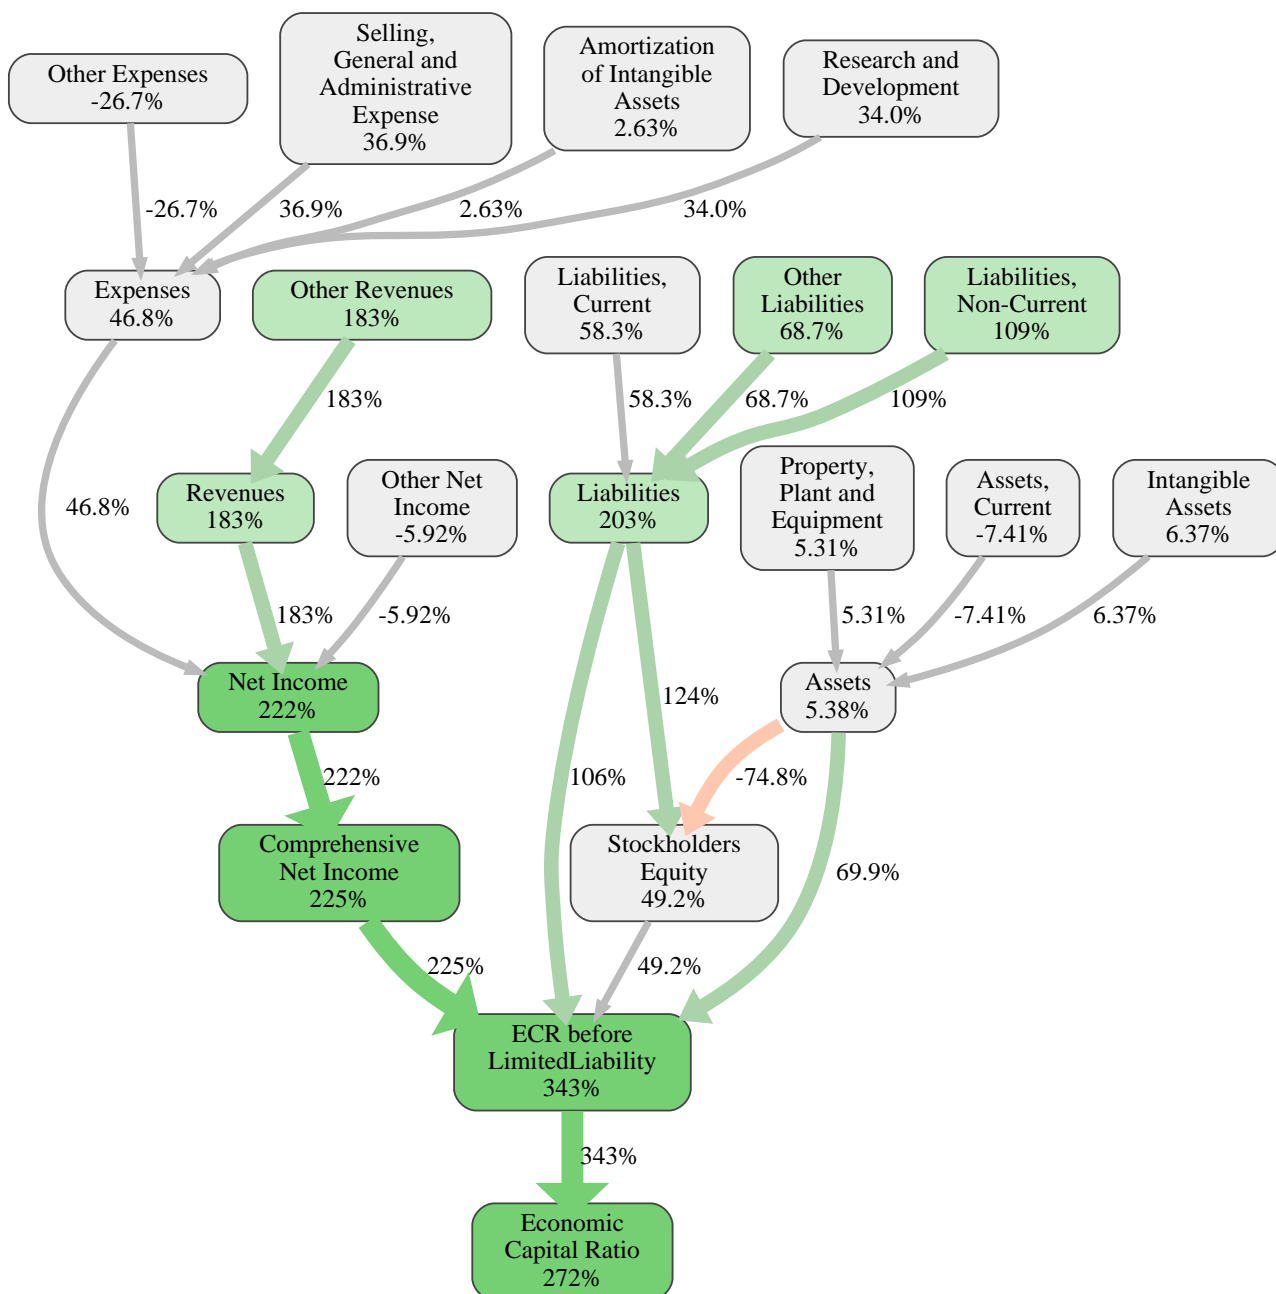 Other Expenses
-26.7%
Selling,
General and
Administrative
Expense
36.9%
Amortization
of Intangible
Assets
2.63%
Research and
Development
34.0%
-26.7%
36.9%
2.63%
34.0%
Expenses
46.8%
Other Revenues
183%
Liabilities,
Current
58.3%
Other
Liabilities
68.7%
Liabilities,
Non-Current
109%
183%
58.3%
68.7%
109%
46.8%
Revenues
183%
Other Net
Income
-5.92%
Liabilities
203%
Property,
Plant and
Equipment
5.31%
Assets,
Current
-7.41%
Intangible
Assets
6.37%
183%
-5.92%
5.31%
-7.41%
6.37%
Net Income
222%
124%
Assets
5.38%
222%
106%
-74.8%
Comprehensive
Net Income
225%
Stockholders
Equity
49.2%
69.9%
225%
49.2%
ECR before
LimitedLiability
343%
343%
Economic
Capital Ratio
272%